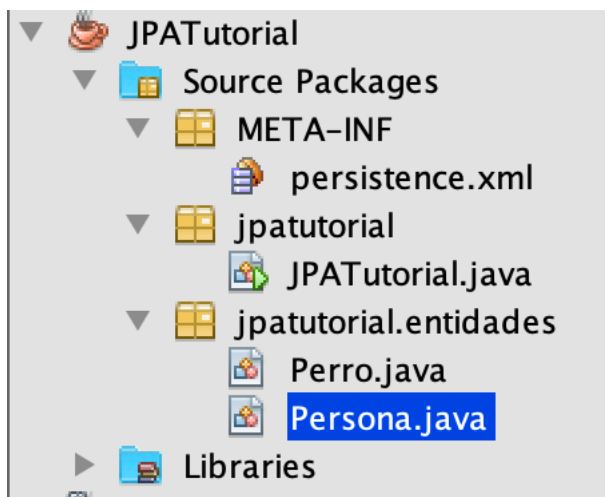 JPATutorial
Source Packages
META-INF
persistence.xml
jpatutorial
JPATutorial.java
jpatutorial.entidades
Perro.java
Persona.java
Libraries